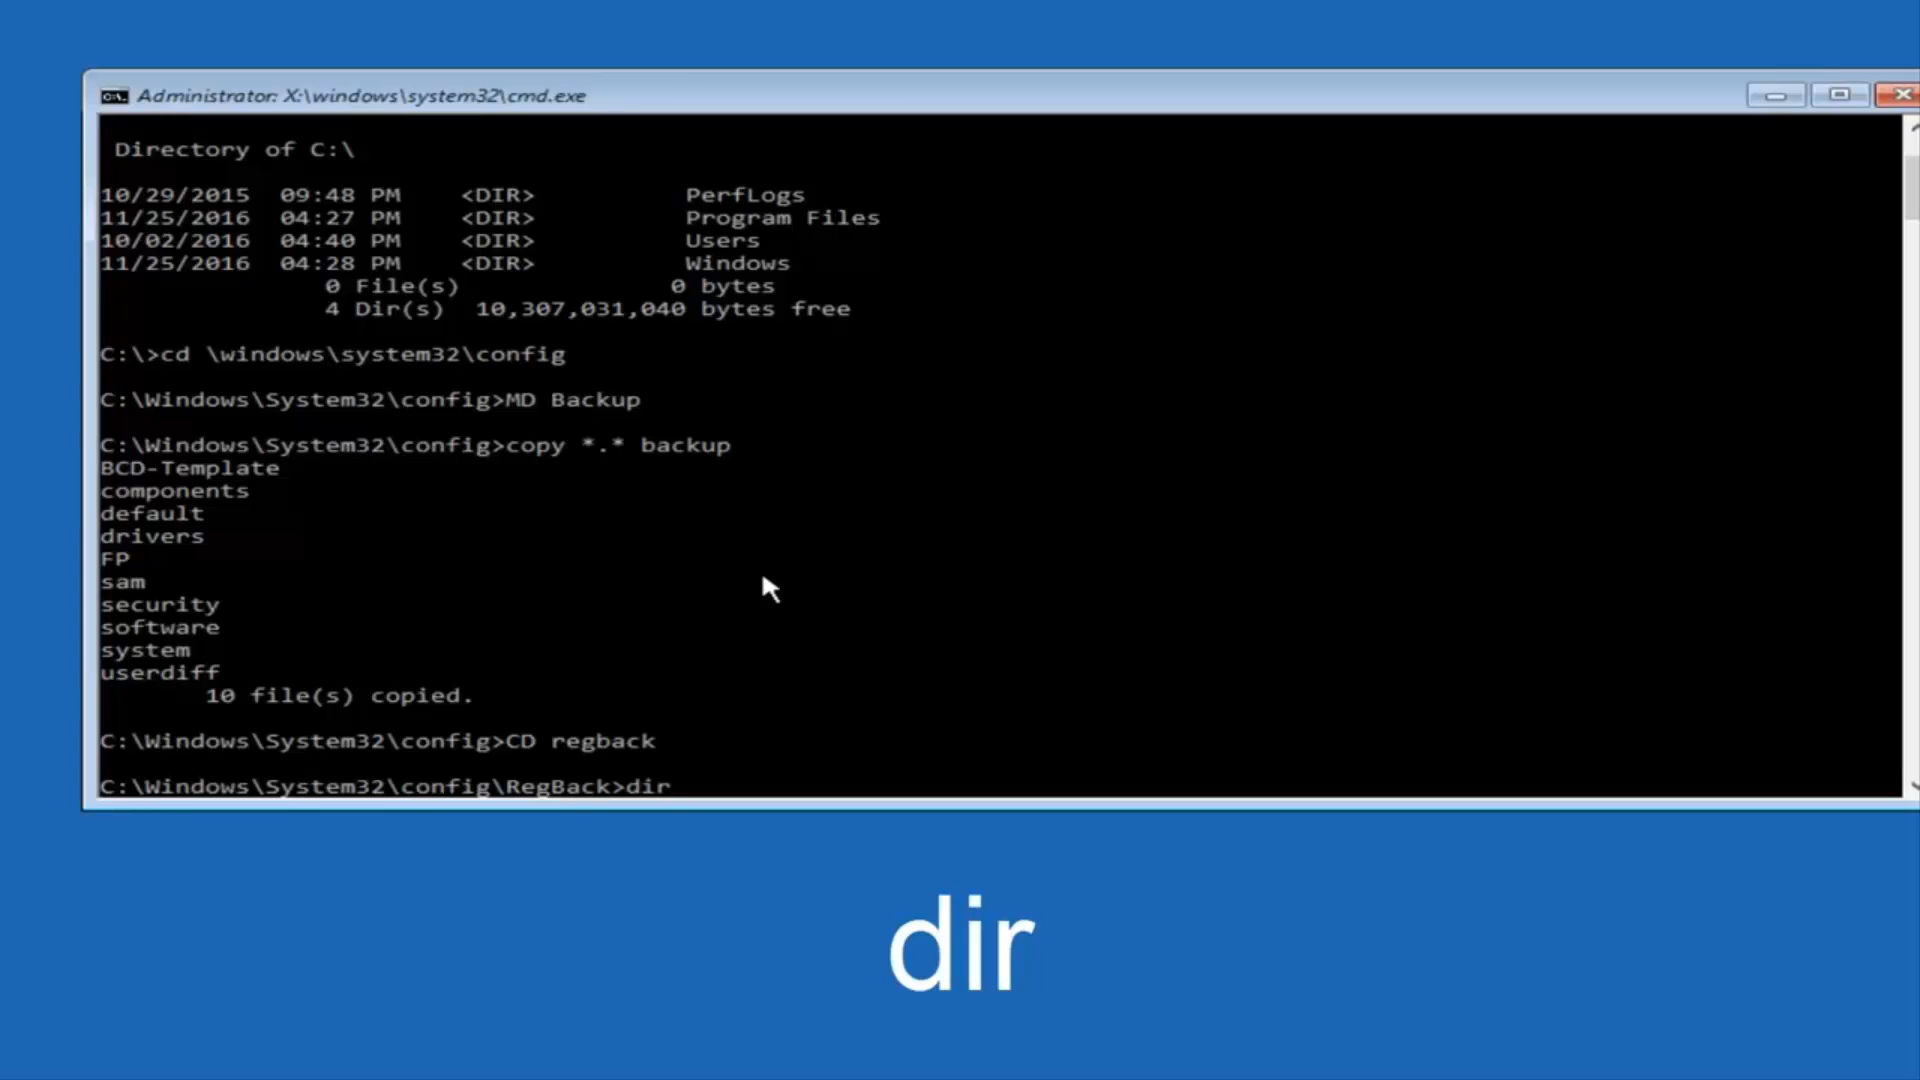 Administrator: X:\windows\system32\cmd.exe
Directory of C:\
10/29/2015 09:48 PM <DIR> PerfLogs
11/25/2016 04:27 PM <DIR> Program Files
10/02/2016 04:40 PM <DIR> Users
11/25/2016 04:28 PM <DIR> Windows
0 File(s) 0 bytes
4 Dir(s) 10,307,031,040 bytes free
C:\>cd \windows\system32\config
C:\Windows\System32\config>MD Backup
C:\Windows\System32\config>copy *.* backup
BCD-Template
components
default
drivers
FP
sam
security
software
system
userdiff
10 file(s) copied.
C:\Windows\System32\config>CD regback
C:\Windows\System32\config\RegBack>dir
dir